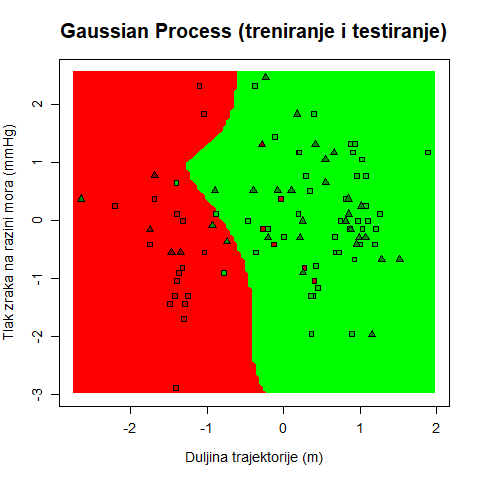 Gaussian Process (treniranje i testiranje)
Tlak zraka na razini mora (mmHg)
2
1
0
-1
-2
-3
-2 -1 0 1 2
Duljina trajektorije (m)